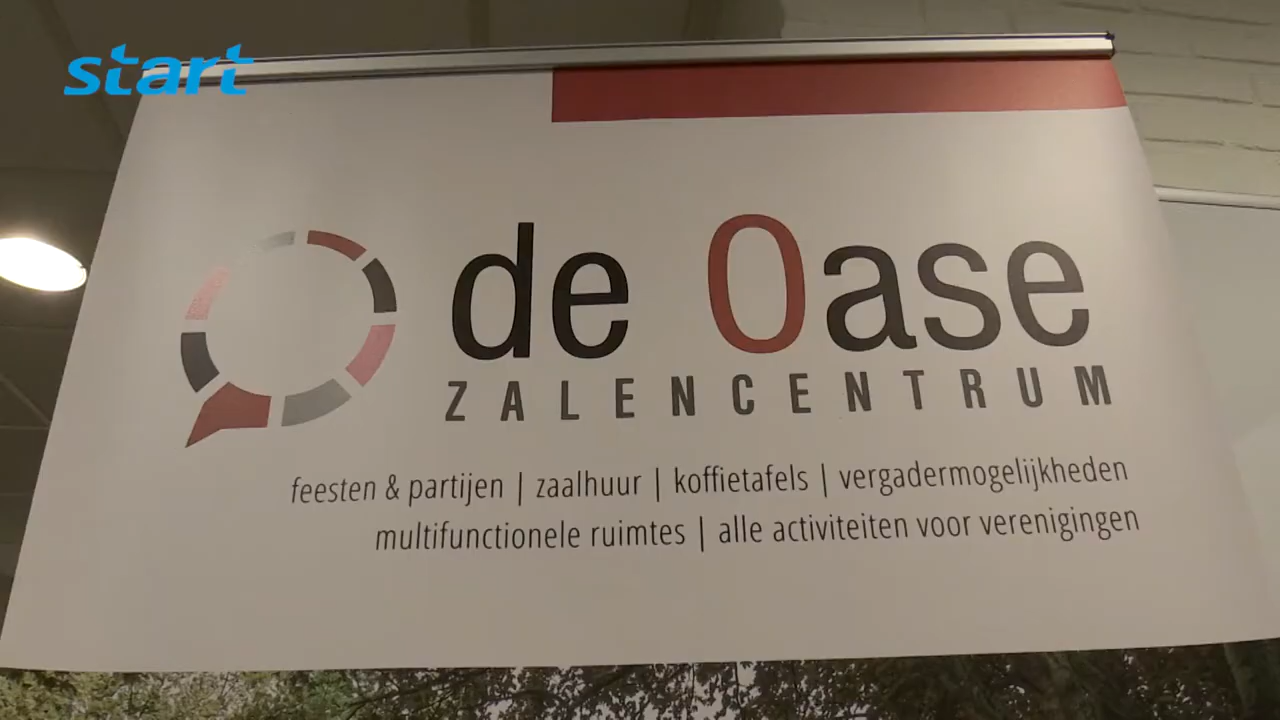 start
de Oase
ZALENCENTRUM
feesten & partijen | zaalhuur | koffietafels | vergadermogelijkheden
multifunctionele ruimtes | alle activiteiten voor verenigingen